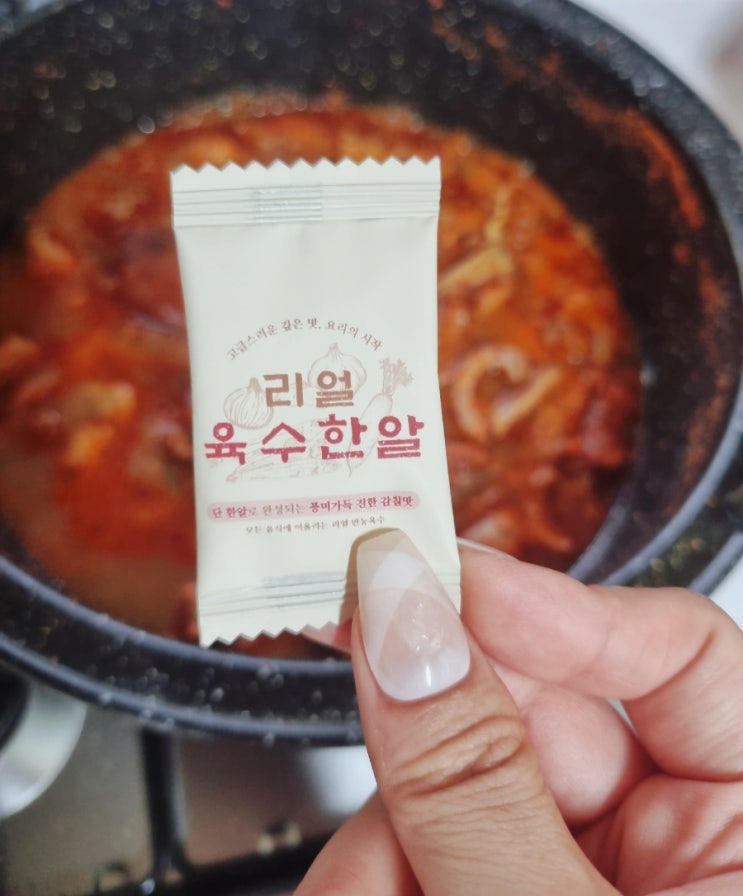 고급스러운 깊은 맛, 요리의 시작
리얼
육수한알
단 한알로 완성되는 풍미가득 진한 감칠맛
모든 음식에 어울리는 리얼 만능육수